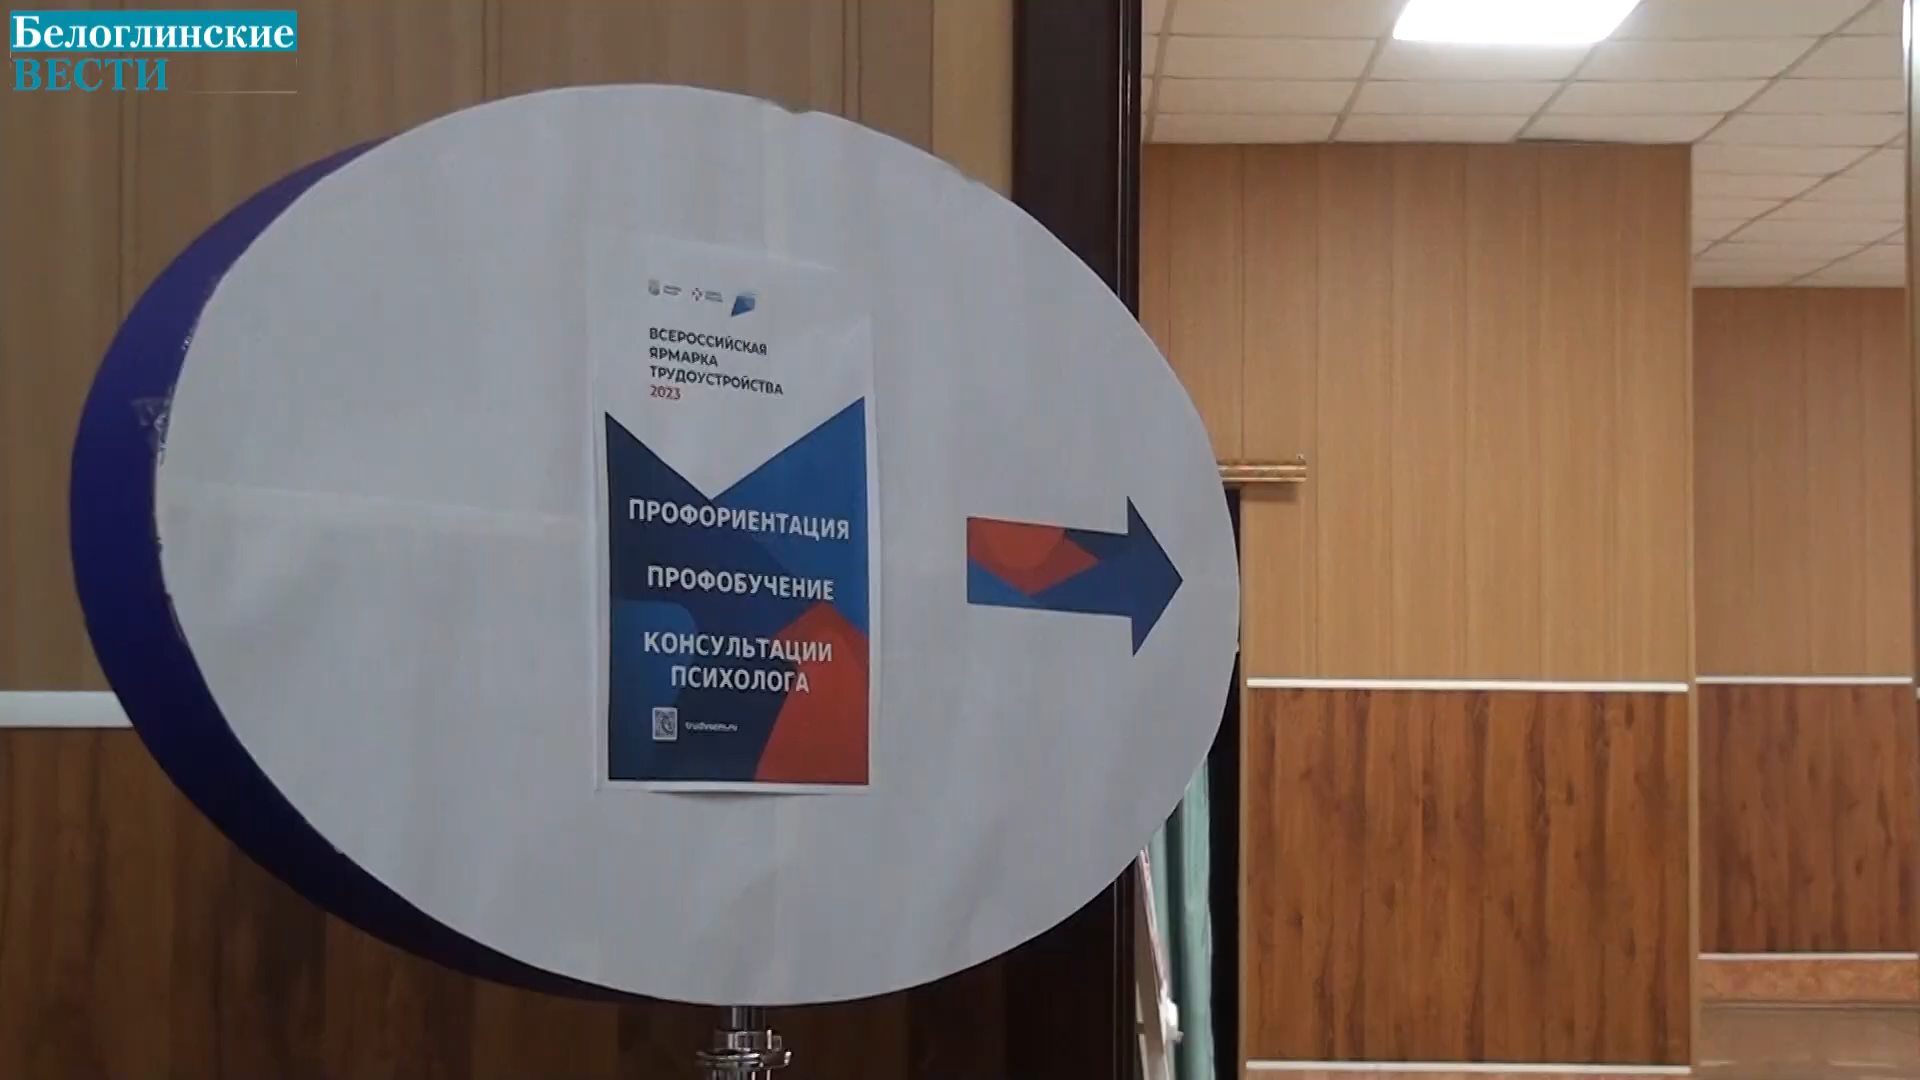 Белоглинские
ВЕСТИ
ВСЕРОССИЙСКАЯ
ЯРМАРКА
ТРУДОУСТРОЙСТВА
2023
ПРОФОРИЕНТАЦИЯ
ПРОФОБУЧЕНИЕ
КОНСУЛЬТАЦИИ
ПСИХОЛОГА
trudvsem.ru